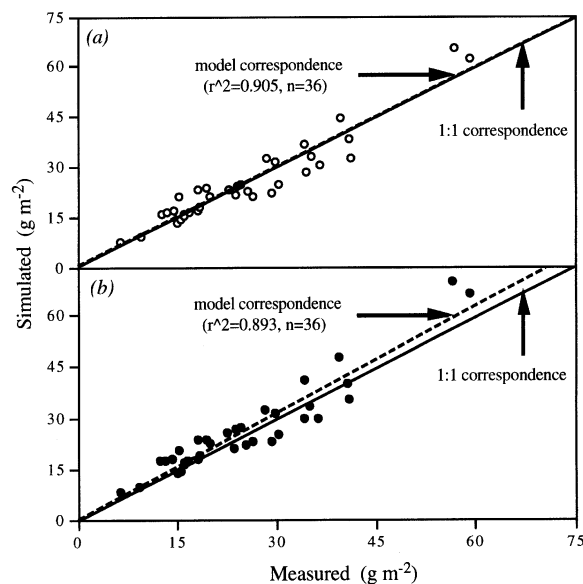 75
(a)
model correspondence
(r^2=0.905, n=36)
60
45
1:1 correspondence
30
15
0
Simulated (g m-2)
(b)
model correspondence
(r^2=0.893, n=36)
60
45
1:1 correspondence
30
15
0
0 15 30 45 60 75
Measured (g m-2)